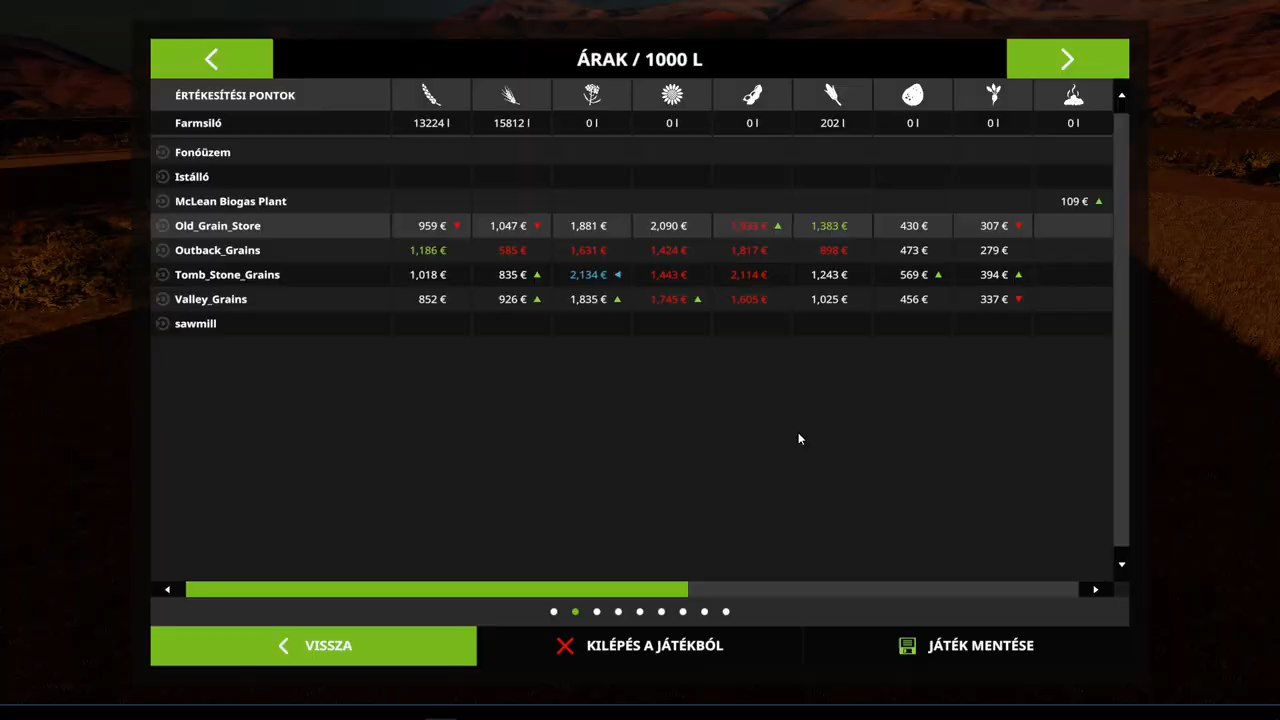 ÁRAK / 1000 L
ÉRTÉKESÍTÉSI PONTOK
Farmsiló 13224 l 15812 l 0 l 0 l 0 l 202 l 0 l 0 l 0 l
Fonóüzem
Istálló
McLean Biogas Plant 109 €
Old_Grain_Store 959 € 1,047 € 1,881 € 2,090 € 1,383 € 430 € 307 €
Outback_Grains 1,186 € 585 € 1,631 € 1,424 € 1,817 € 898 € 473 € 279 €
Tomb_Stone_Grains 1,018 € 835 € 2,134 € 1,443 € 2,114 € 1,243 € 569 € 394 €
Valley_Grains 852 € 926 € 1,835 € 1,745 € 1,605 € 1,025 € 456 € 337 €
sawmill
VISSZA KILÉPÉS A JÁTÉKBÓL JÁTÉK MENTÉSE